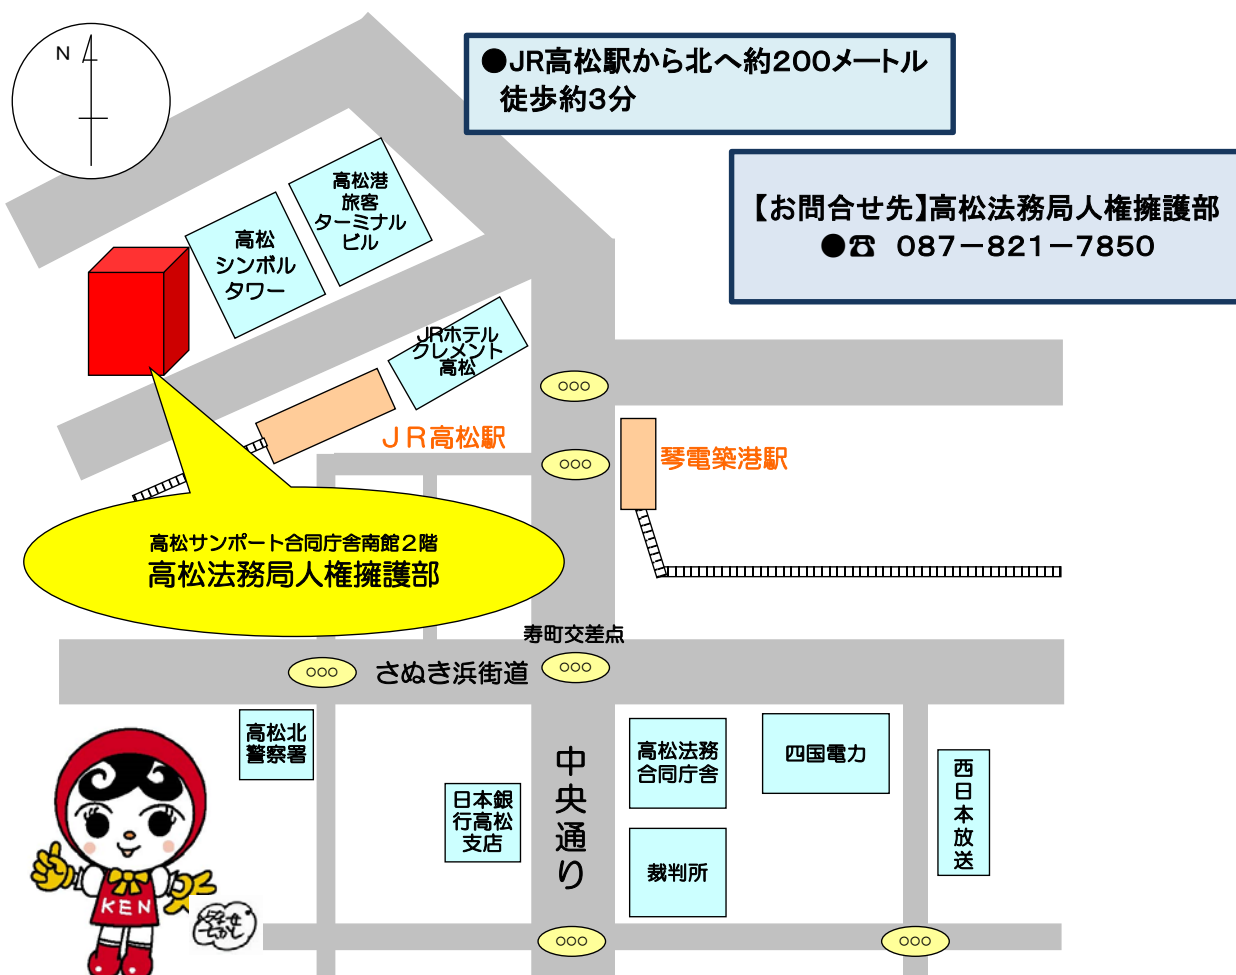 N
●JR高松駅から北へ約200メートル
徒歩約3分
【お問合せ先】高松法務局人権擁護部
●☎ 087－821－7850
高松港
旅客
ターミナル
ビル
高松
シンボル
タワー
JRホテル
クレメント
高松
ＪＲ高松駅
琴電築港駅
高松サンポート合同庁舎南館２階
高松法務局人権擁護部
寿町交差点
さぬき浜街道
高松北
警察署
中央通り
高松法務
合同庁舎
四国電力
西日本放送
日本銀
行高松
支店
裁判所
KEN